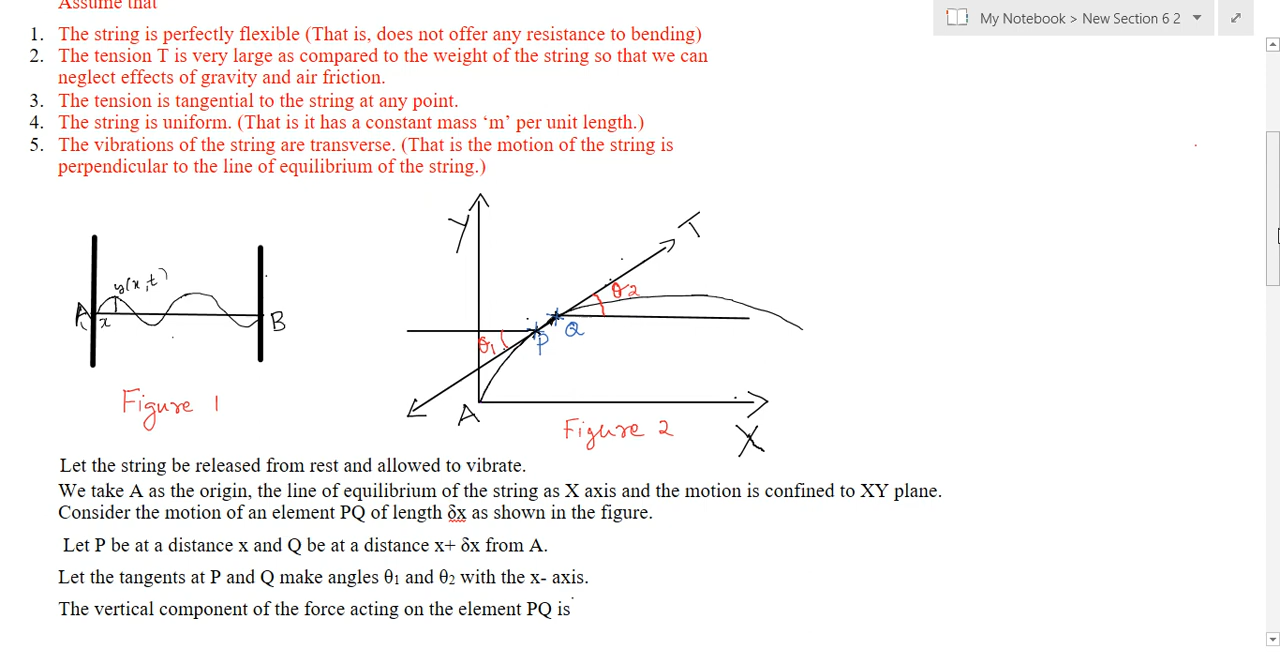 Assume that
My Notebook > New Section 6 2
1. The string is perfectly flexible (That is, does not offer any resistance to bending)
2. The tension T is very large as compared to the weight of the string so that we can
neglect effects of gravity and air friction.
3. The tension is tangential to the string at any point.
4. The string is uniform. (That is it has a constant mass ‘m’ per unit length.)
5. The vibrations of the string are transverse. (That is the motion of the string is
perpendicular to the line of equilibrium of the string.)
y(x,t)
A
x
B
Figure 1
Y
T
θ2
Q
P
θ1
A
X
Figure 2
Let the string be released from rest and allowed to vibrate.
We take A as the origin, the line of equilibrium of the string as X axis and the motion is confined to XY plane.
Consider the motion of an element PQ of length δx as shown in the figure.
Let P be at a distance x and Q be at a distance x+ δx from A.
Let the tangents at P and Q make angles θ₁ and θ₂ with the x- axis.
The vertical component of the force acting on the element PQ is